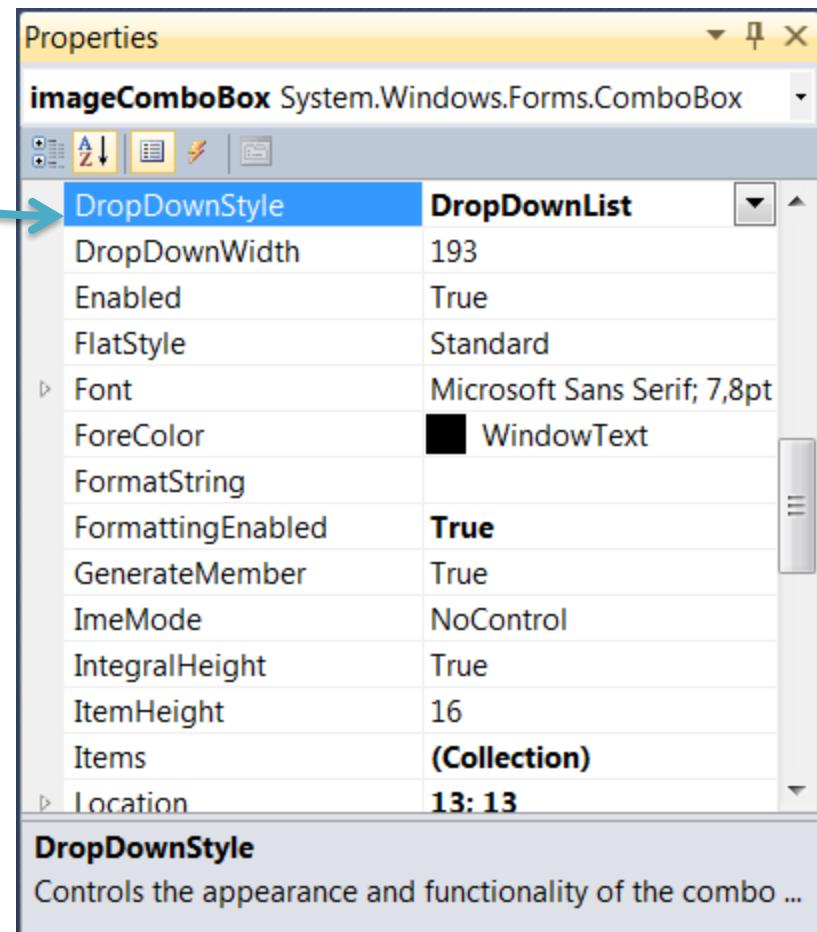 Properties
imageComboBox System.Windows.Forms.ComboBox
DropDownStyle DropDownList
DropDownWidth 193
Enabled True
FlatStyle Standard
Font Microsoft Sans Serif; 7,8pt
ForeColor WindowText
FormatString
FormattingEnabled True
GenerateMember True
ImeMode NoControl
IntegralHeight True
ItemHeight 16
Items (Collection)
Location 13; 13
DropDownStyle
Controls the appearance and functionality of the combo ...